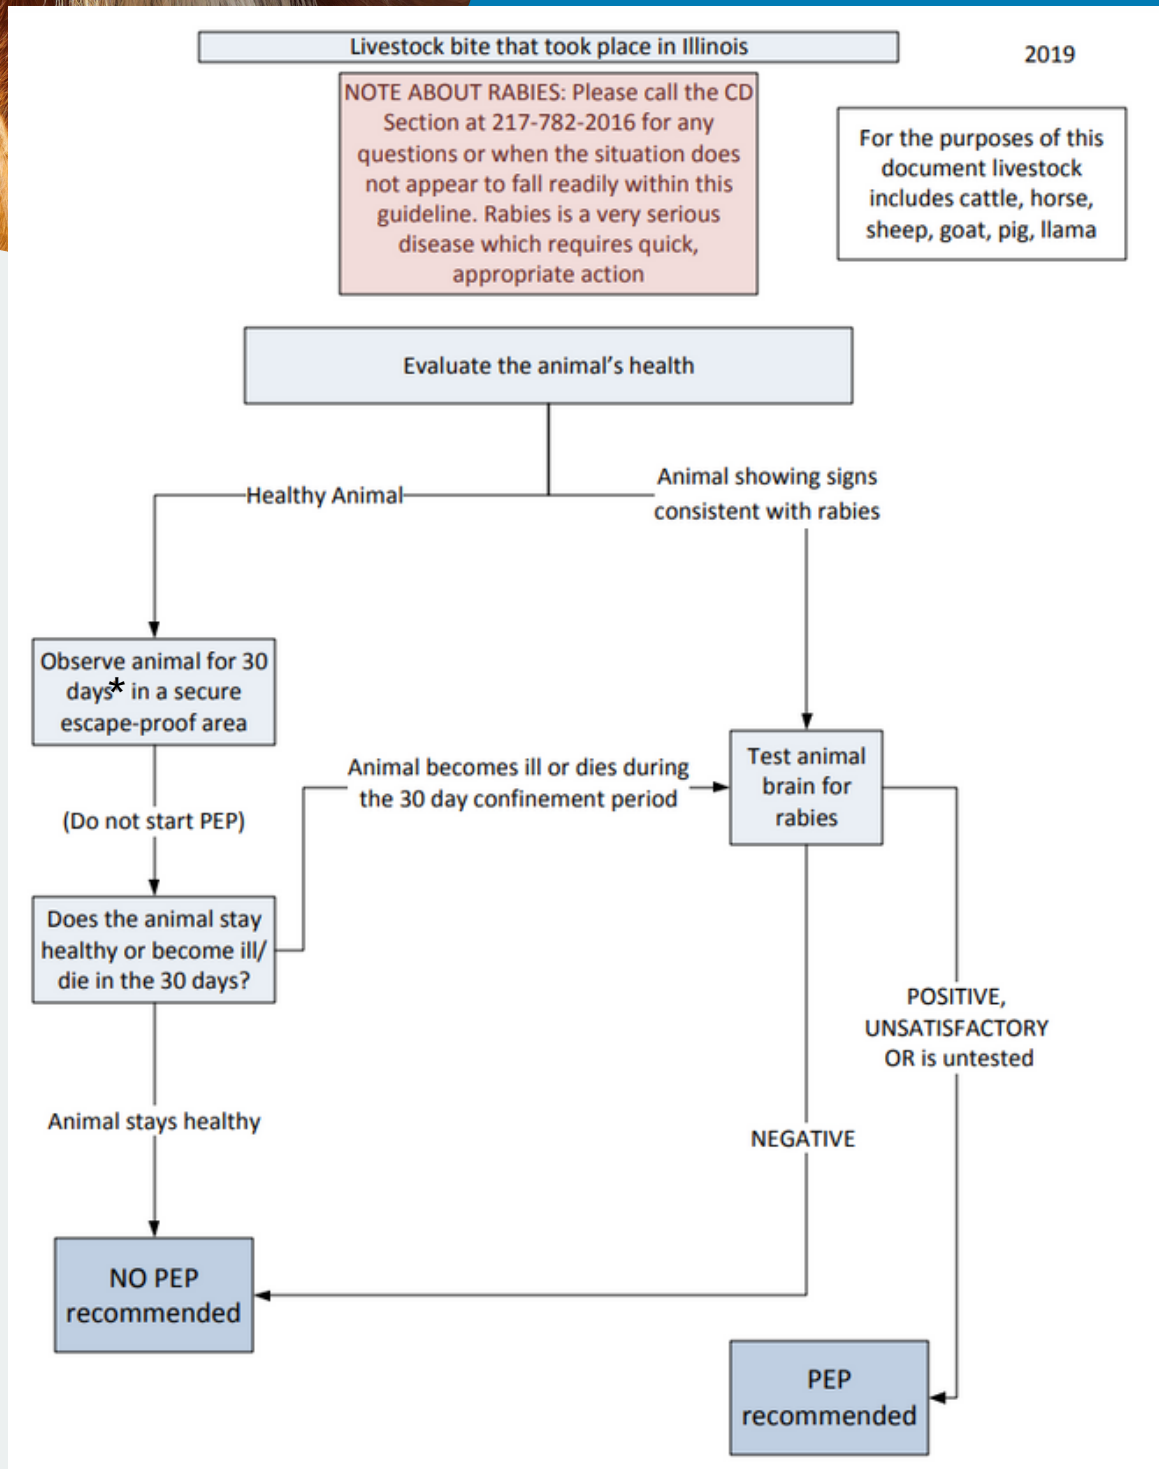 Livestock bite that took place in Illinois
2019
NOTE ABOUT RABIES: Please call the CD
Section at 217-782-2016 for any
questions or when the situation does
not appear to fall readily within this
guideline. Rabies is a very serious
disease which requires quick,
appropriate action
For the purposes of this
document livestock
includes cattle, horse,
sheep, goat, pig, llama
Evaluate the animal’s health
Healthy Animal
Animal showing signs
consistent with rabies
Observe animal for 30
days* in a secure
escape-proof area
(Do not start PEP)
Animal becomes ill or dies during
the 30 day confinement period
Test animal
brain for
rabies
Does the animal stay
healthy or become ill/
die in the 30 days?
POSITIVE,
UNSATISFACTORY
OR is untested
Animal stays healthy
NEGATIVE
NO PEP
recommended
PEP
recommended